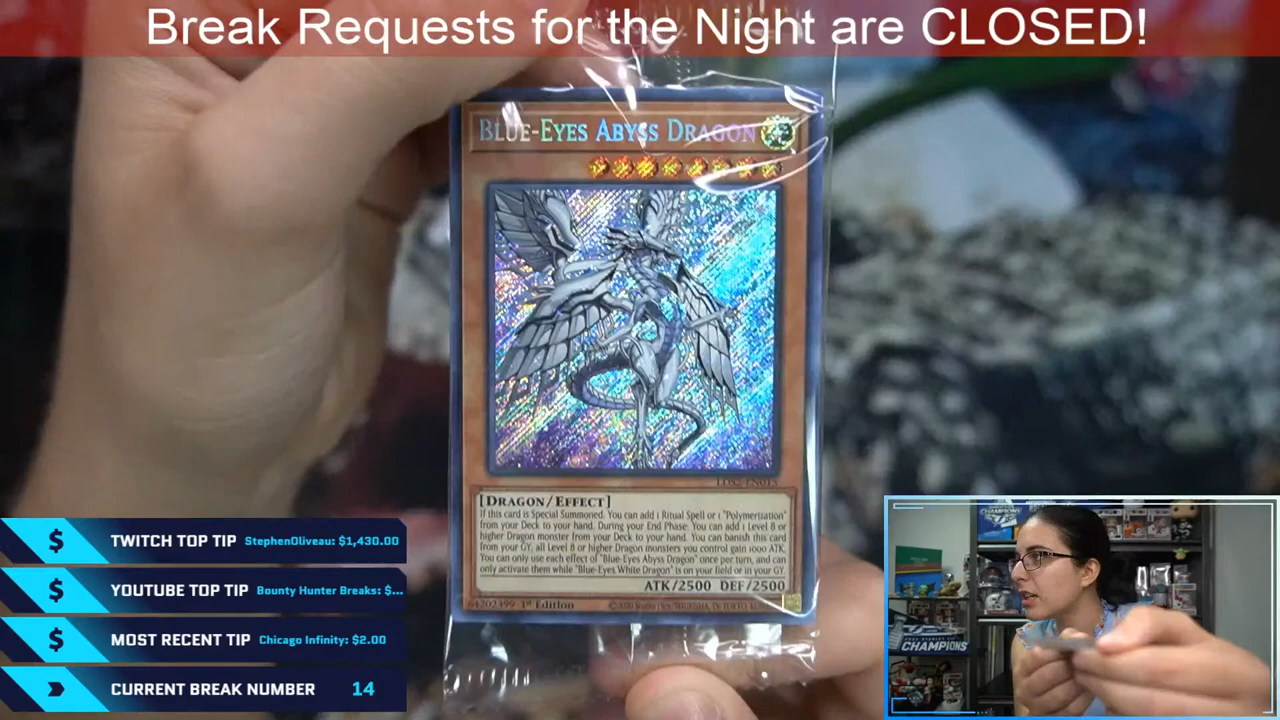 Break Requests for the Night are CLOSED!
BLUE-EYES ABYSS DRAGON
[DRAGON/EFFECT]
If this card is Special Summoned: You can add 1 Ritual Spell or 1 "Polymerization"
from your Deck to your hand. During your End Phase: You can add 1 Level 8 or
higher Dragon monster from your Deck to your hand. You can banish this card
from your GY; all Level 8 or higher Dragon monsters you control gain 1000 ATK.
You can only use each effect of "Blue-Eyes Abyss Dragon" once per turn, and can
only activate them while "Blue-Eyes White Dragon" is on your field or in your GY.
ATK/2500 DEF/2500
64202399 1st Edition
TWITCH TOP TIP StephenOliveau: $1,430.00
YOUTUBE TOP TIP Bounty Hunter Breaks: $...
MOST RECENT TIP Chicago Infinity: $2.00
CURRENT BREAK NUMBER 14
CHAMPIONS
CHAMPIONS